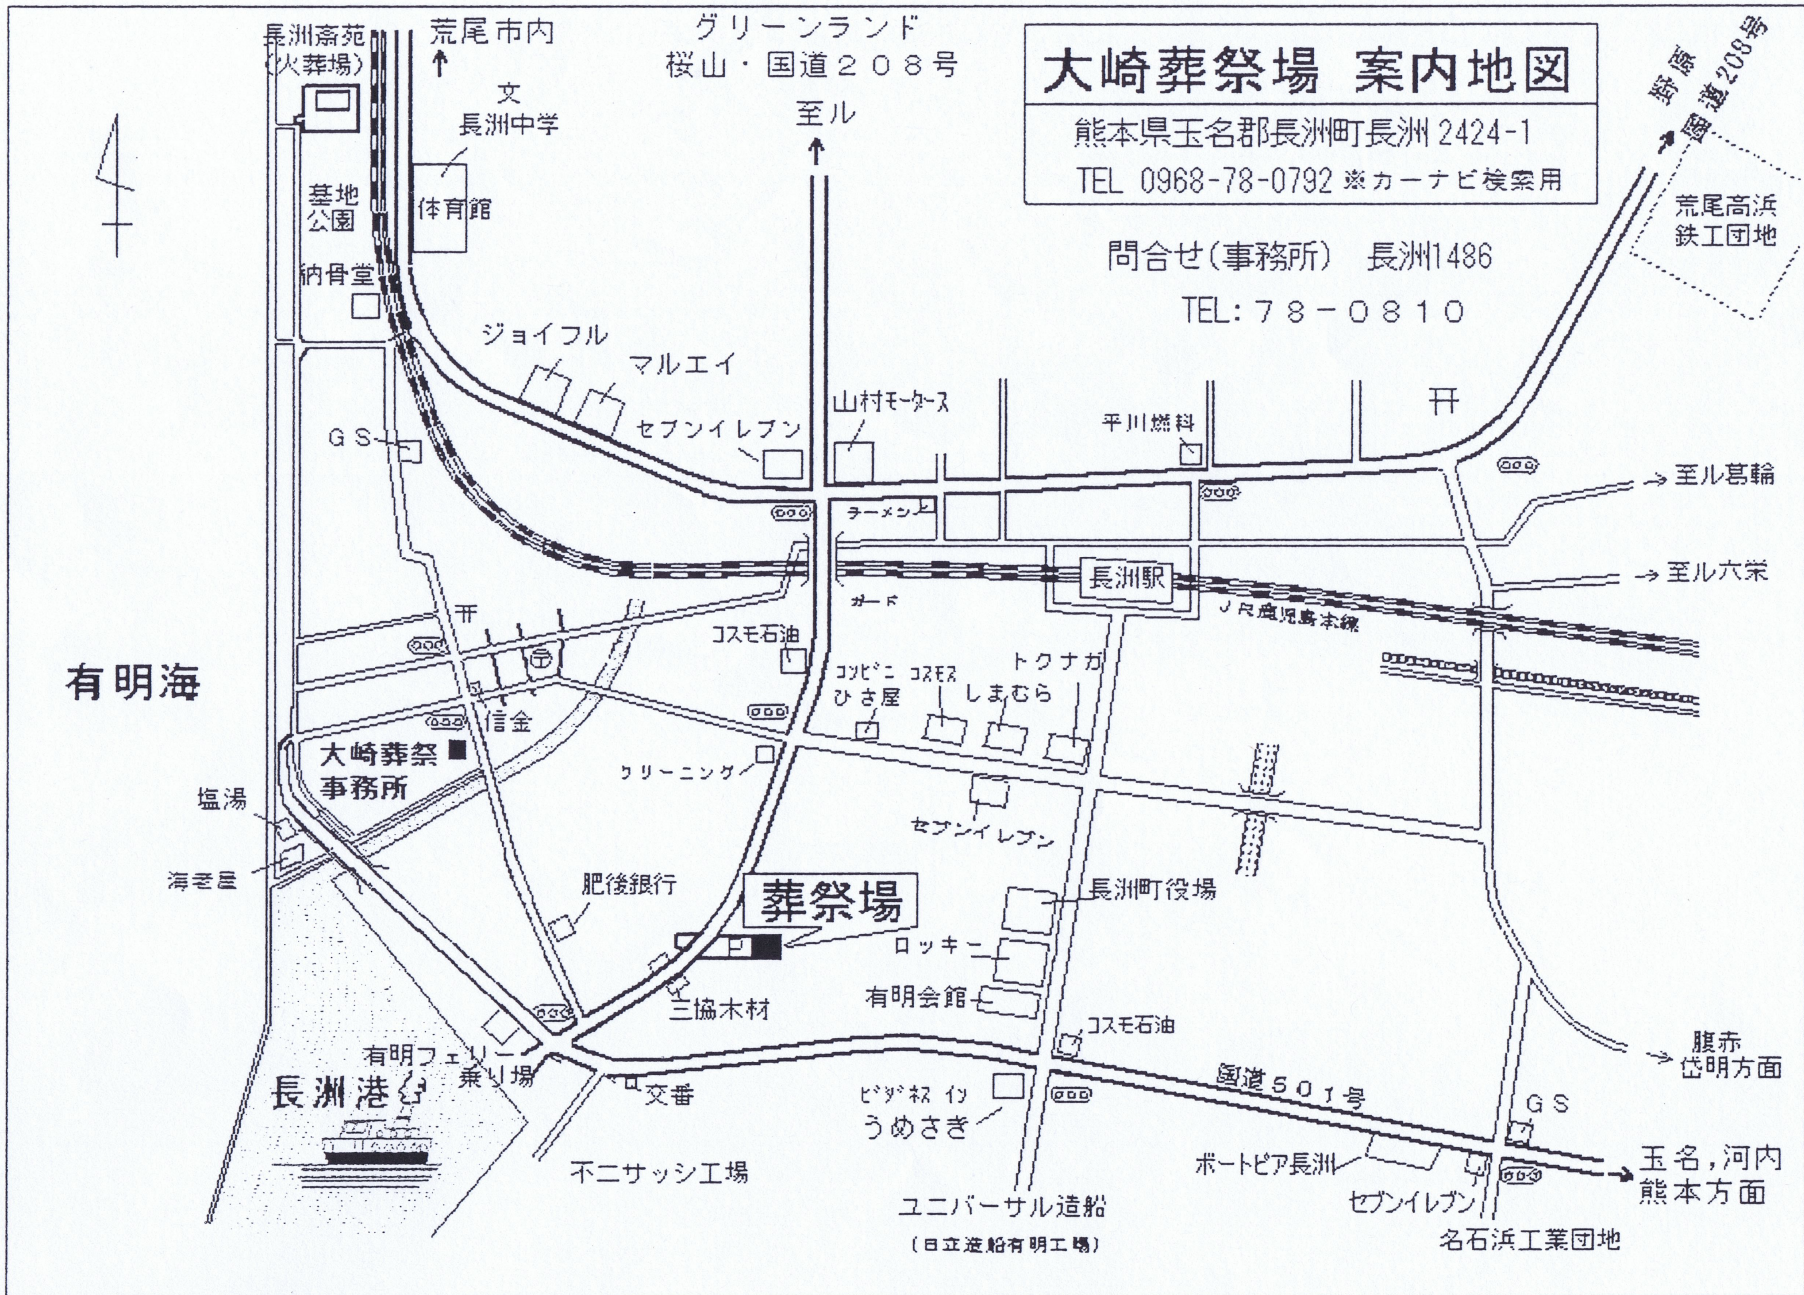 大崎葬祭場 案内地図
熊本県玉名郡長洲町長洲2424-1
TEL 0968-78-0792 ※カーナビ検索用
問合せ(事務所) 長洲1486
TEL:78-0810
長洲斎苑
(火葬場)
荒尾市内
グリーンランド
桜山・国道208号
至ル
野原
国道208号
文
長洲中学
体育館
墓地
公園
納骨堂
荒尾高浜
鉄工団地
ジョイフル
マルエイ
セブンイレブン
山村モータース
平川燃料
GS
ラーメン
至ル葛輪
至ル六栄
長洲駅
JR鹿児島本線
ガード
コスモ石油
有明海
コンビニ
ひさ屋
コスモス
しまむら
トクナガ
信金
大崎葬祭
事務所
クリーニング
セブンイレブン
塩湯
海老屋
肥後銀行
葬祭場
長洲町役場
ロッキー
有明会館
三協木材
コスモ石油
有明フェリー
乗り場
長洲港
交番
ビジネス イン
うめさき
国道501号
腹赤
岱明方面
GS
不二サッシ工場
ボートピア長洲
セブンイレブン
玉名,河内
熊本方面
ユニバーサル造船
(日立造船有明工場)
名石浜工業団地